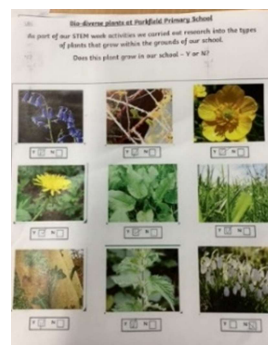 Bio-diverse plants at Parkfield Primary School
As part of our STEM week activities we carried out research into the types
of plants that grow within the grounds of our school.
Does this plant grow in our school - Y or N?
Y N Y N Y N
Y N Y N Y N
Y N Y N Y N